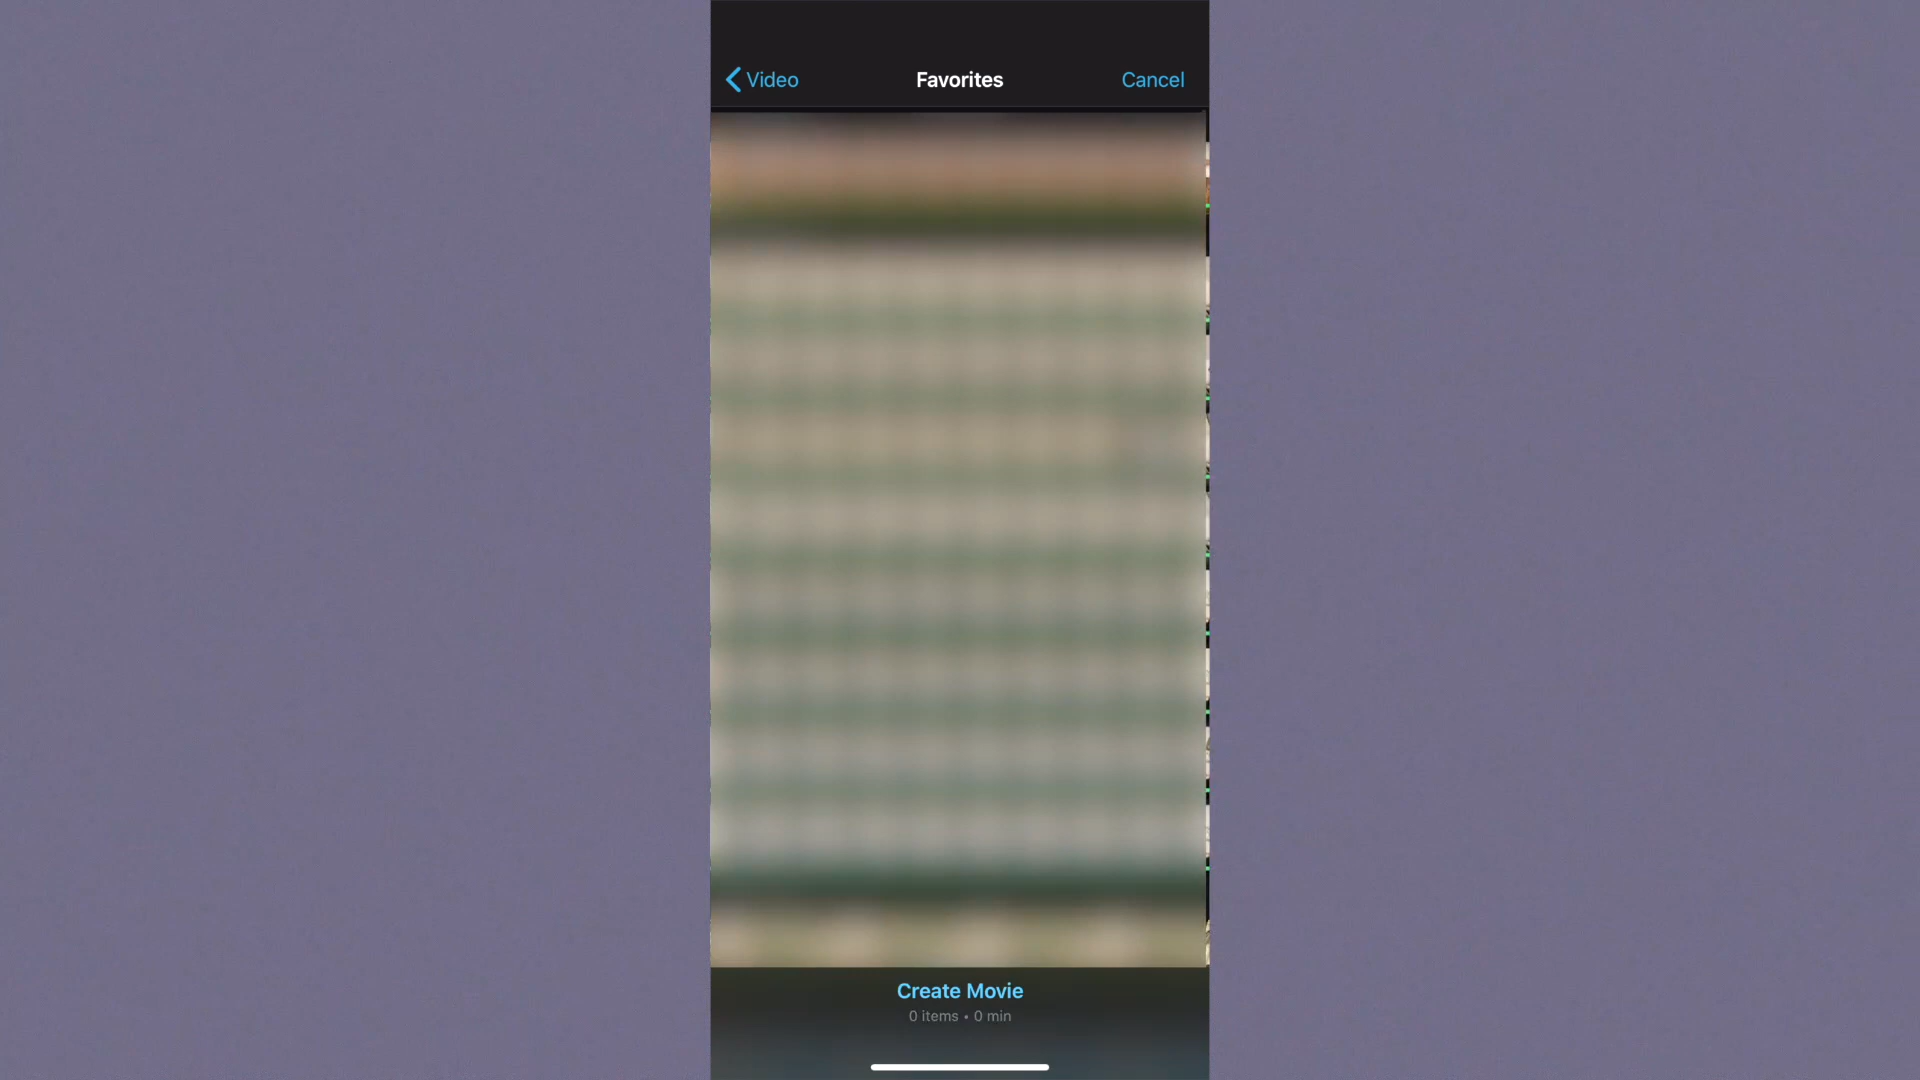 Video
Favorites
Cancel
Create Movie
0 items • 0 min